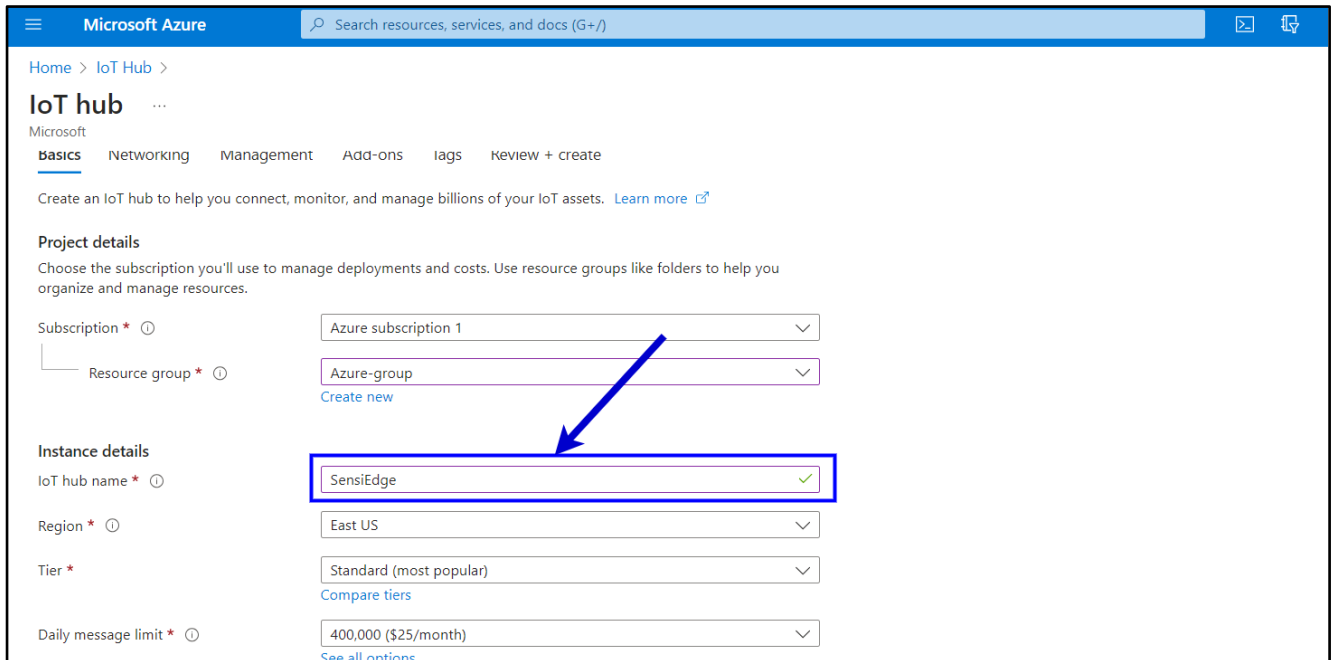 Microsoft Azure
Search resources, services, and docs (G+/)
Home > IoT Hub >
IoT hub ...
Microsoft
Basics Networking Management Add-ons Tags Review + create
Create an IoT hub to help you connect, monitor, and manage billions of your IoT assets. Learn more
Project details
Choose the subscription you'll use to manage deployments and costs. Use resource groups like folders to help you
organize and manage resources.
Subscription * Azure subscription 1
Resource group * Azure-group
Create new
Instance details
IoT hub name * SensiEdge
Region * East US
Tier * Standard (most popular)
Compare tiers
Daily message limit * 400,000 ($25/month)
See all options